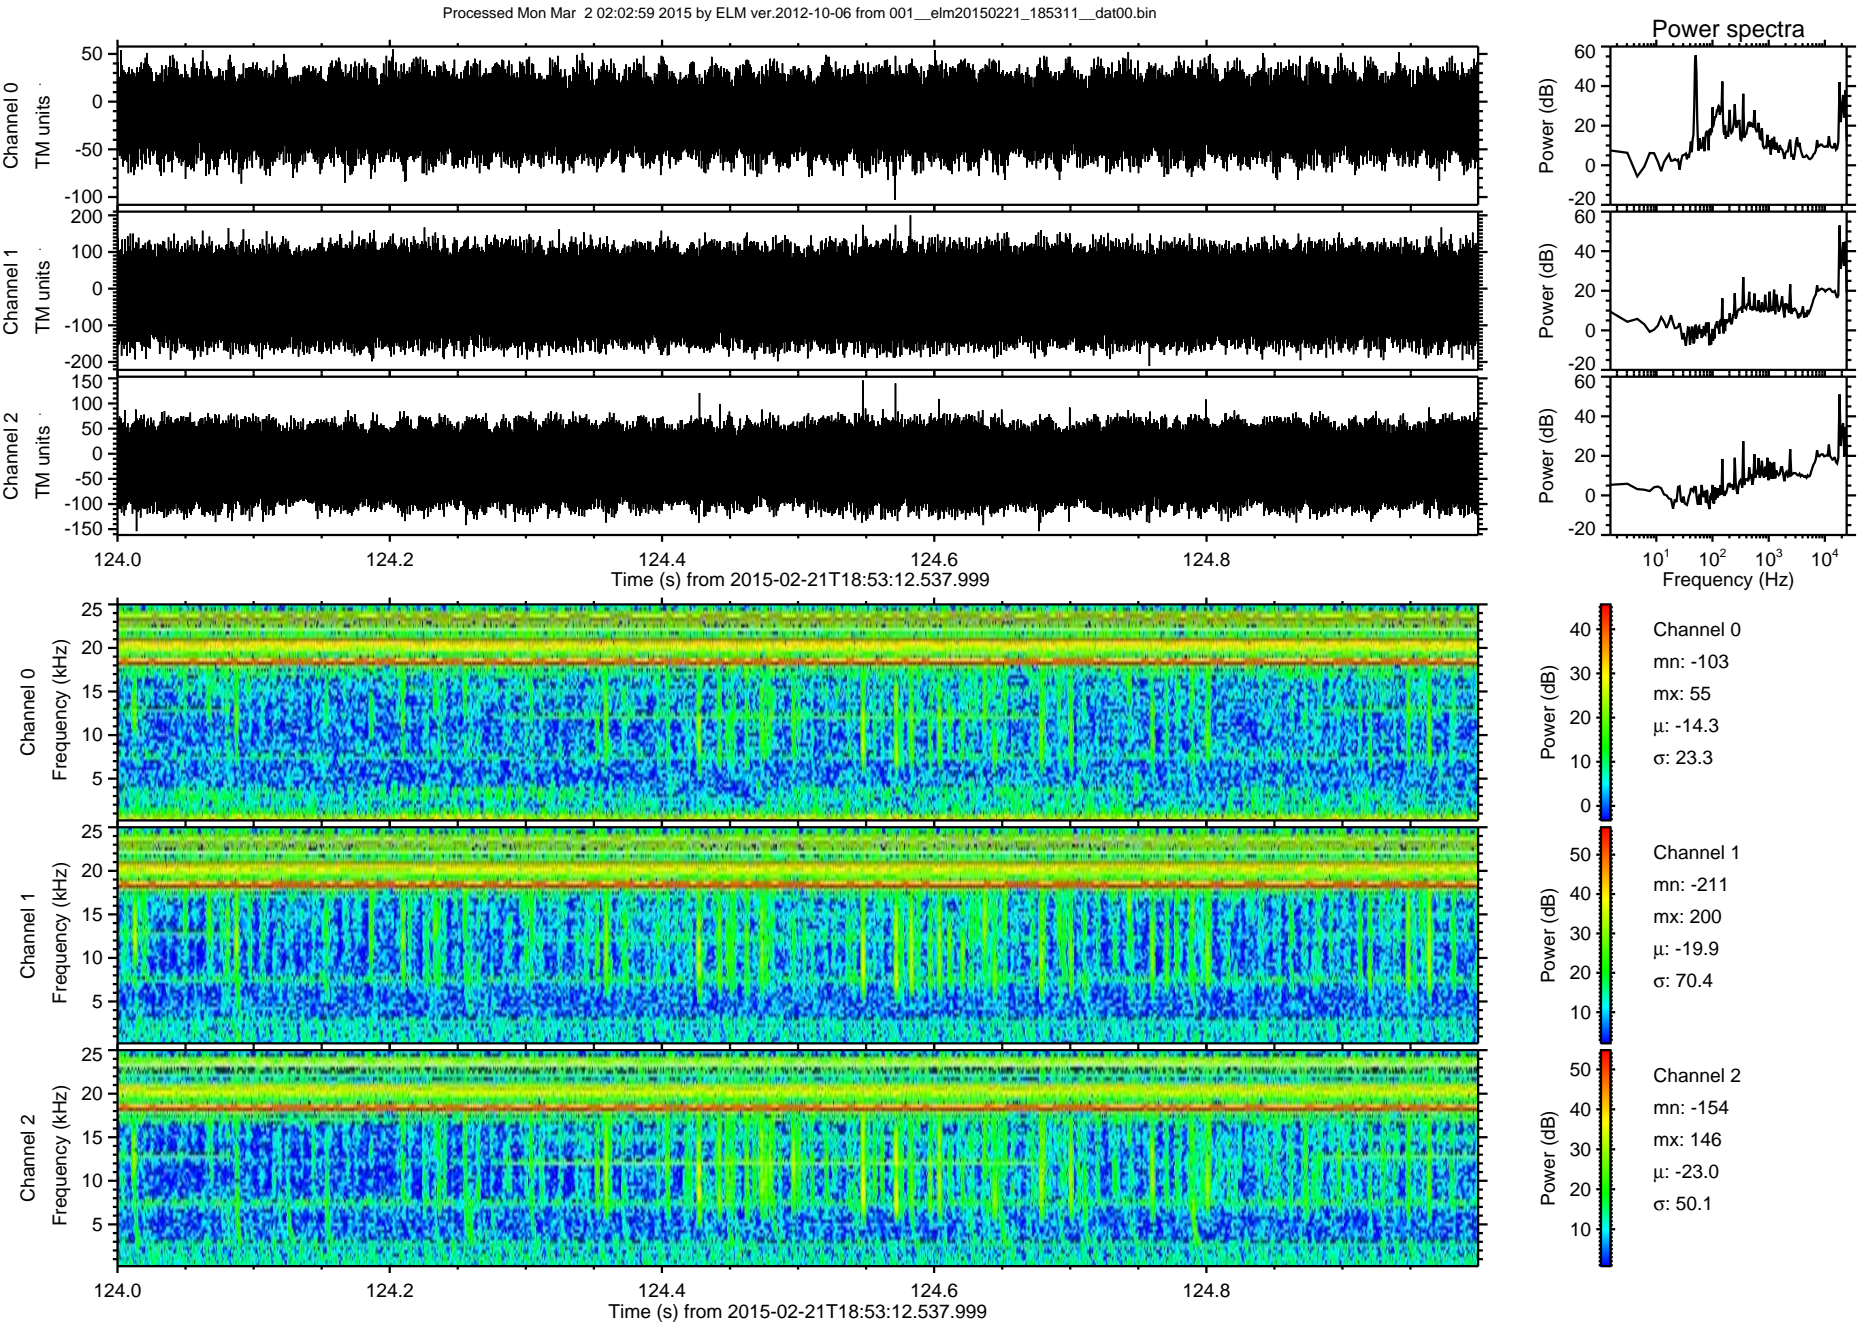 Processed Mon Mar  2 02:02:59 2015 by ELM ver.2012-10-06 from 001__elm20150221_185311__dat00.bin
Power spectra
Channel 0
TM units
50
0
-50
-100
Power (dB)
60
40
20
0
-20
Channel 1
TM units
200
100
0
-100
-200
Power (dB)
60
40
20
0
-20
Channel 2
TM units
150
100
50
0
-50
-100
-150
Power (dB)
60
40
20
0
-20
124.0 124.2 124.4 124.6 124.8
Time (s) from 2015-02-21T18:53:12.537.999
10¹ 10² 10³ 10⁴
Frequency (Hz)
Channel 0
Frequency (kHz)
25
20
15
10
5
Power (dB)
40
30
20
10
0
Channel 0
mn: -103
mx: 55
μ: -14.3
σ: 23.3
Channel 1
Frequency (kHz)
25
20
15
10
5
Power (dB)
50
40
30
20
10
Channel 1
mn: -211
mx: 200
μ: -19.9
σ: 70.4
Channel 2
Frequency (kHz)
25
20
15
10
5
Power (dB)
50
40
30
20
10
Channel 2
mn: -154
mx: 146
μ: -23.0
σ: 50.1
124.0 124.2 124.4 124.6 124.8
Time (s) from 2015-02-21T18:53:12.537.999